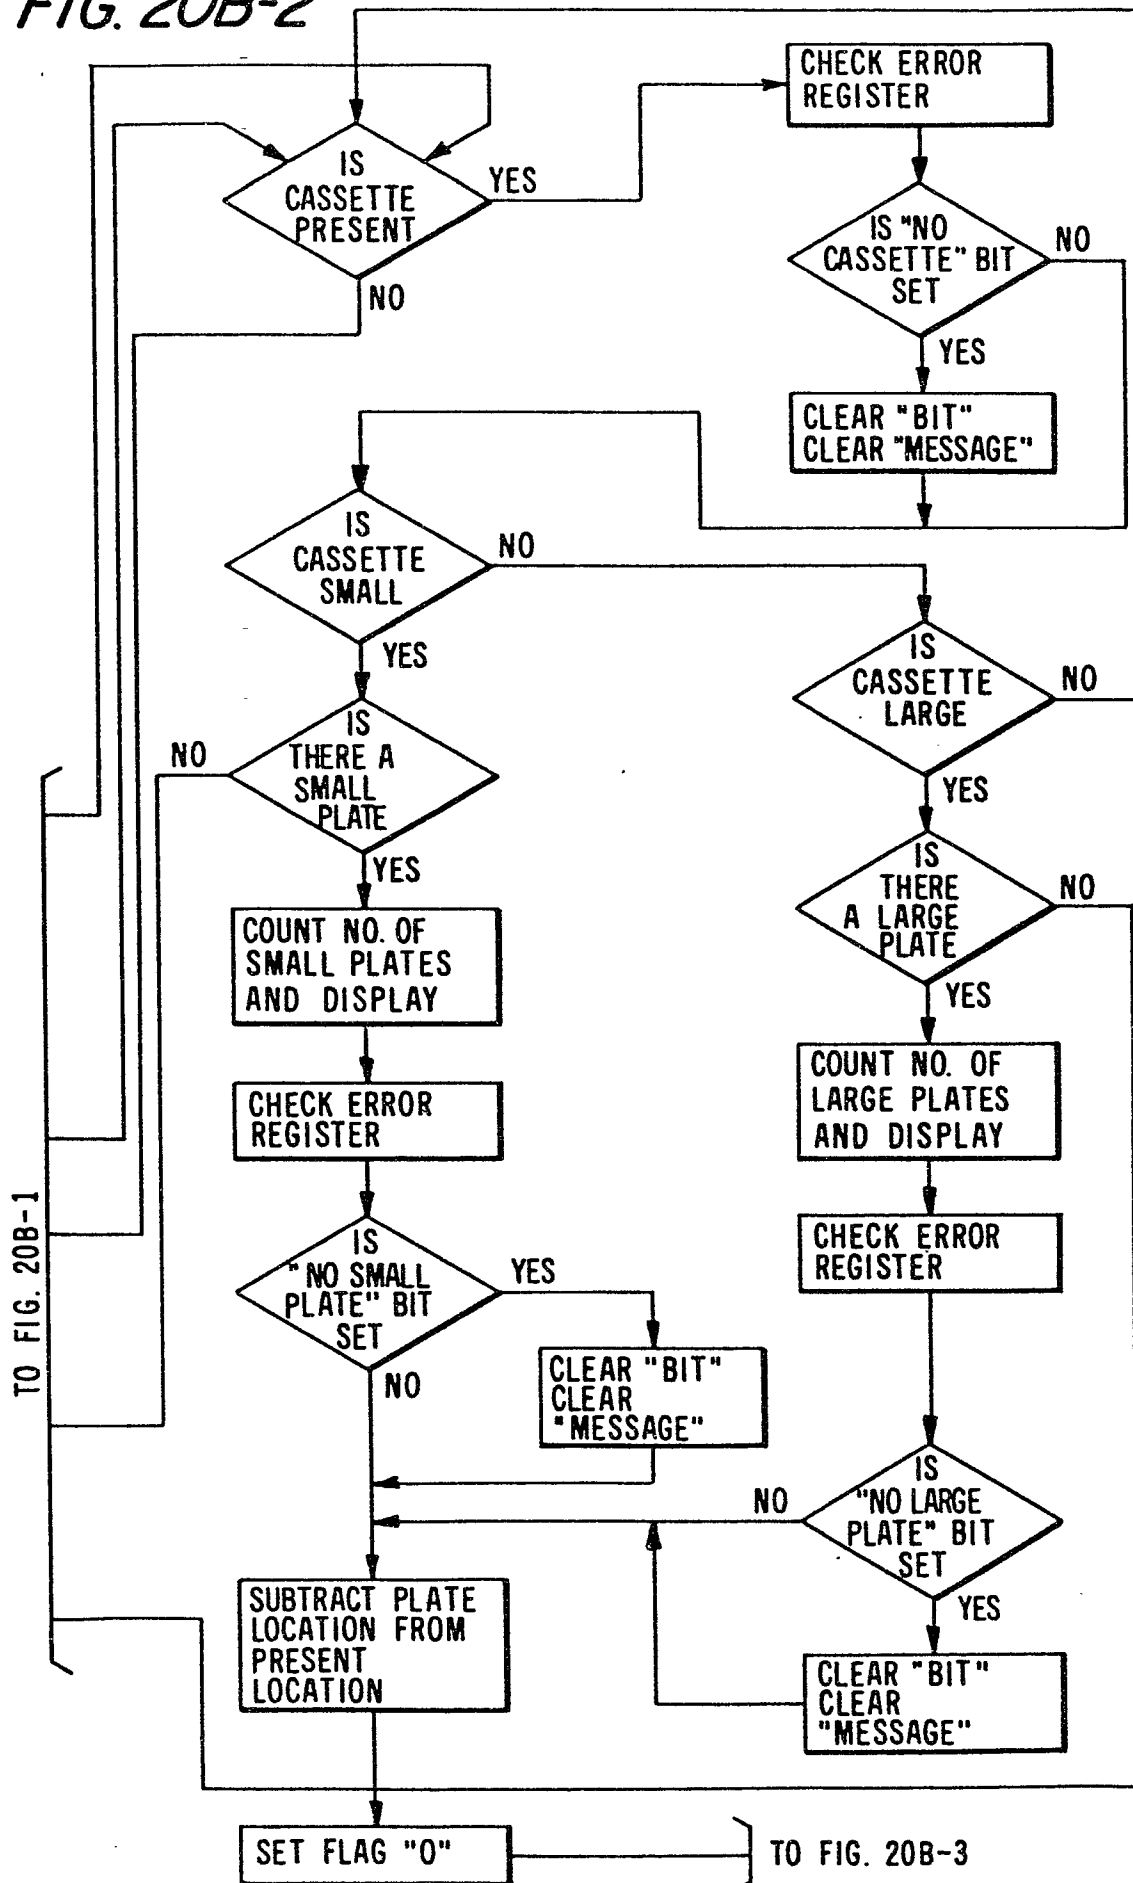 FIG. 20B-2
CHECK ERROR
REGISTER
IS
CASSETTE
PRESENT
YES
NO
IS "NO
CASSETTE" BIT
SET
NO
YES
CLEAR "BIT"
CLEAR "MESSAGE"
IS
CASSETTE
SMALL
NO
YES
IS
CASSETTE
LARGE
NO
YES
IS
THERE A
SMALL
PLATE
NO
YES
IS
THERE
A LARGE
PLATE
NO
YES
COUNT NO. OF
SMALL PLATES
AND DISPLAY
COUNT NO. OF
LARGE PLATES
AND DISPLAY
CHECK ERROR
REGISTER
CHECK ERROR
REGISTER
TO FIG. 20B-1
IS
"NO SMALL
PLATE" BIT
SET
YES
NO
CLEAR "BIT"
CLEAR
"MESSAGE"
IS
"NO LARGE
PLATE" BIT
SET
NO
YES
SUBTRACT PLATE
LOCATION FROM
PRESENT
LOCATION
CLEAR "BIT"
CLEAR
"MESSAGE"
SET FLAG "0"
TO FIG. 20B-3